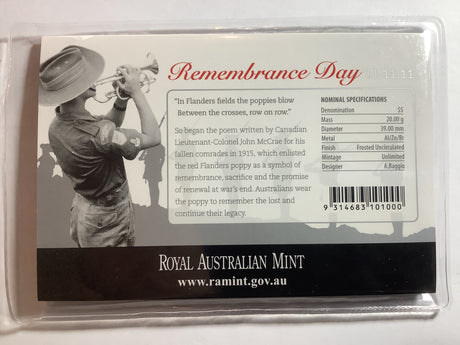 Remembrance Day 11.11.11
"In Flanders fields the poppies blow
Between the crosses, row on row."
So began the poem written by Canadian
Lieutenant-Colonel John McCrae for his
fallen comrades in 1915, which enlisted
the red Flanders poppy as a symbol of
remembrance, sacrifice and the promise
of renewal at war's end. Australians wear
the poppy to remember the lost and
continue their legacy.
NOMINAL SPECIFICATIONS
Denomination $5
Mass 20.00 g
Diameter 39.00 mm
Metal Al/Zn/Br
Finish Frosted Uncirculated
Mintage Unlimited
Designer A.Baggio
9 314683 101000
ROYAL AUSTRALIAN MINT
www.ramint.gov.au